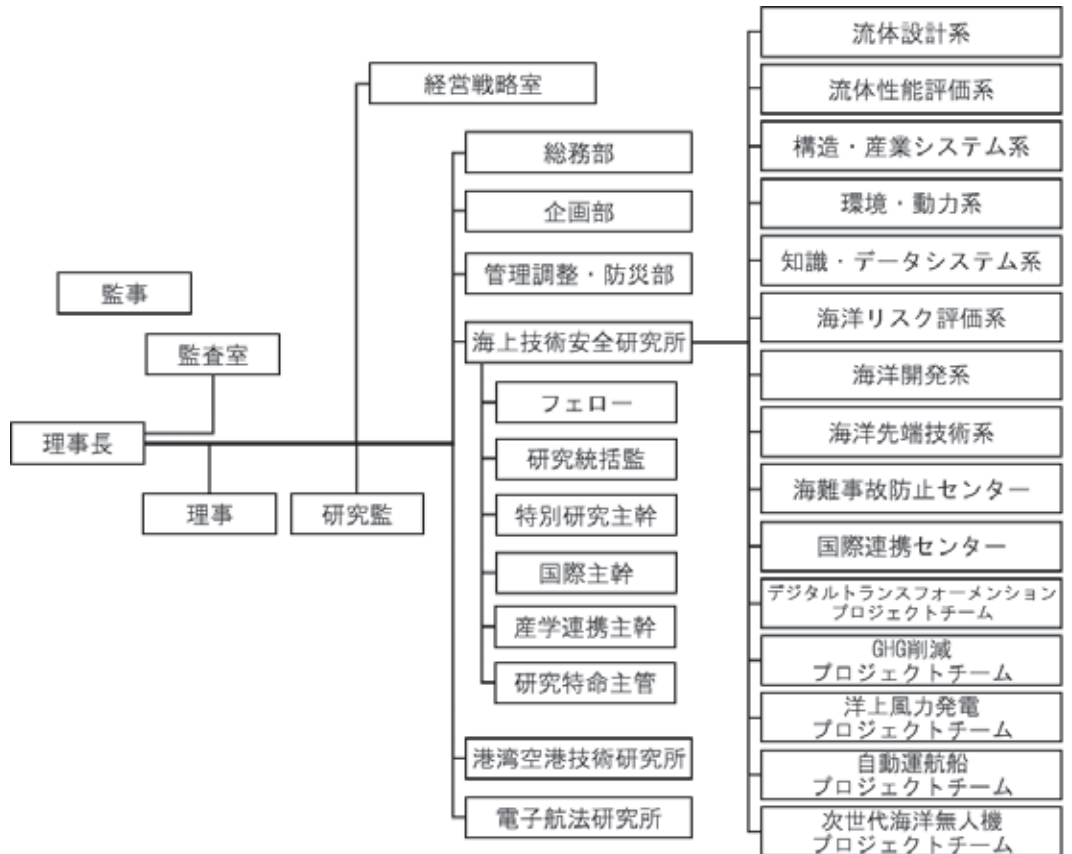 監事
監査室
理事長
理事
研究監
経営戦略室
総務部
企画部
管理調整・防災部
海上技術安全研究所
フェロー
研究統括監
特別研究主幹
国際主幹
産学連携主幹
研究特命主管
港湾空港技術研究所
電子航法研究所
流体設計系
流体性能評価系
構造・産業システム系
環境・動力系
知識・データシステム系
海洋リスク評価系
海洋開発系
海洋先端技術系
海難事故防止センター
国際連携センター
デジタルトランスフォーメンション
プロジェクトチーム
GHG削減
プロジェクトチーム
洋上風力発電
プロジェクトチーム
自動運航船
プロジェクトチーム
次世代海洋無人機
プロジェクトチーム